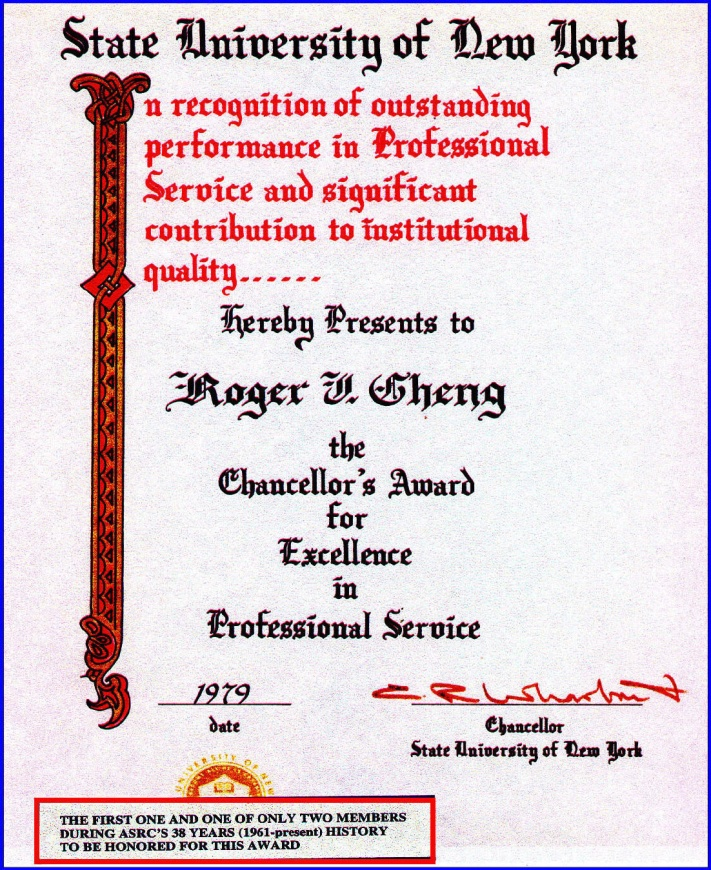 State University of New York
In recognition of outstanding
performance in Professional
Service and significant
contribution to institutional
quality......
Hereby Presents to
Roger J. Cheng
the
Chancellor's Award
for
Excellence
in
Professional Service
1979
date
Chancellor
State University of New York
UNIVERSITY OF NEW
THE FIRST ONE AND ONE OF ONLY TWO MEMBERS
DURING ASRC'S 38 YEARS (1961-present) HISTORY
TO BE HONORED FOR THIS AWARD